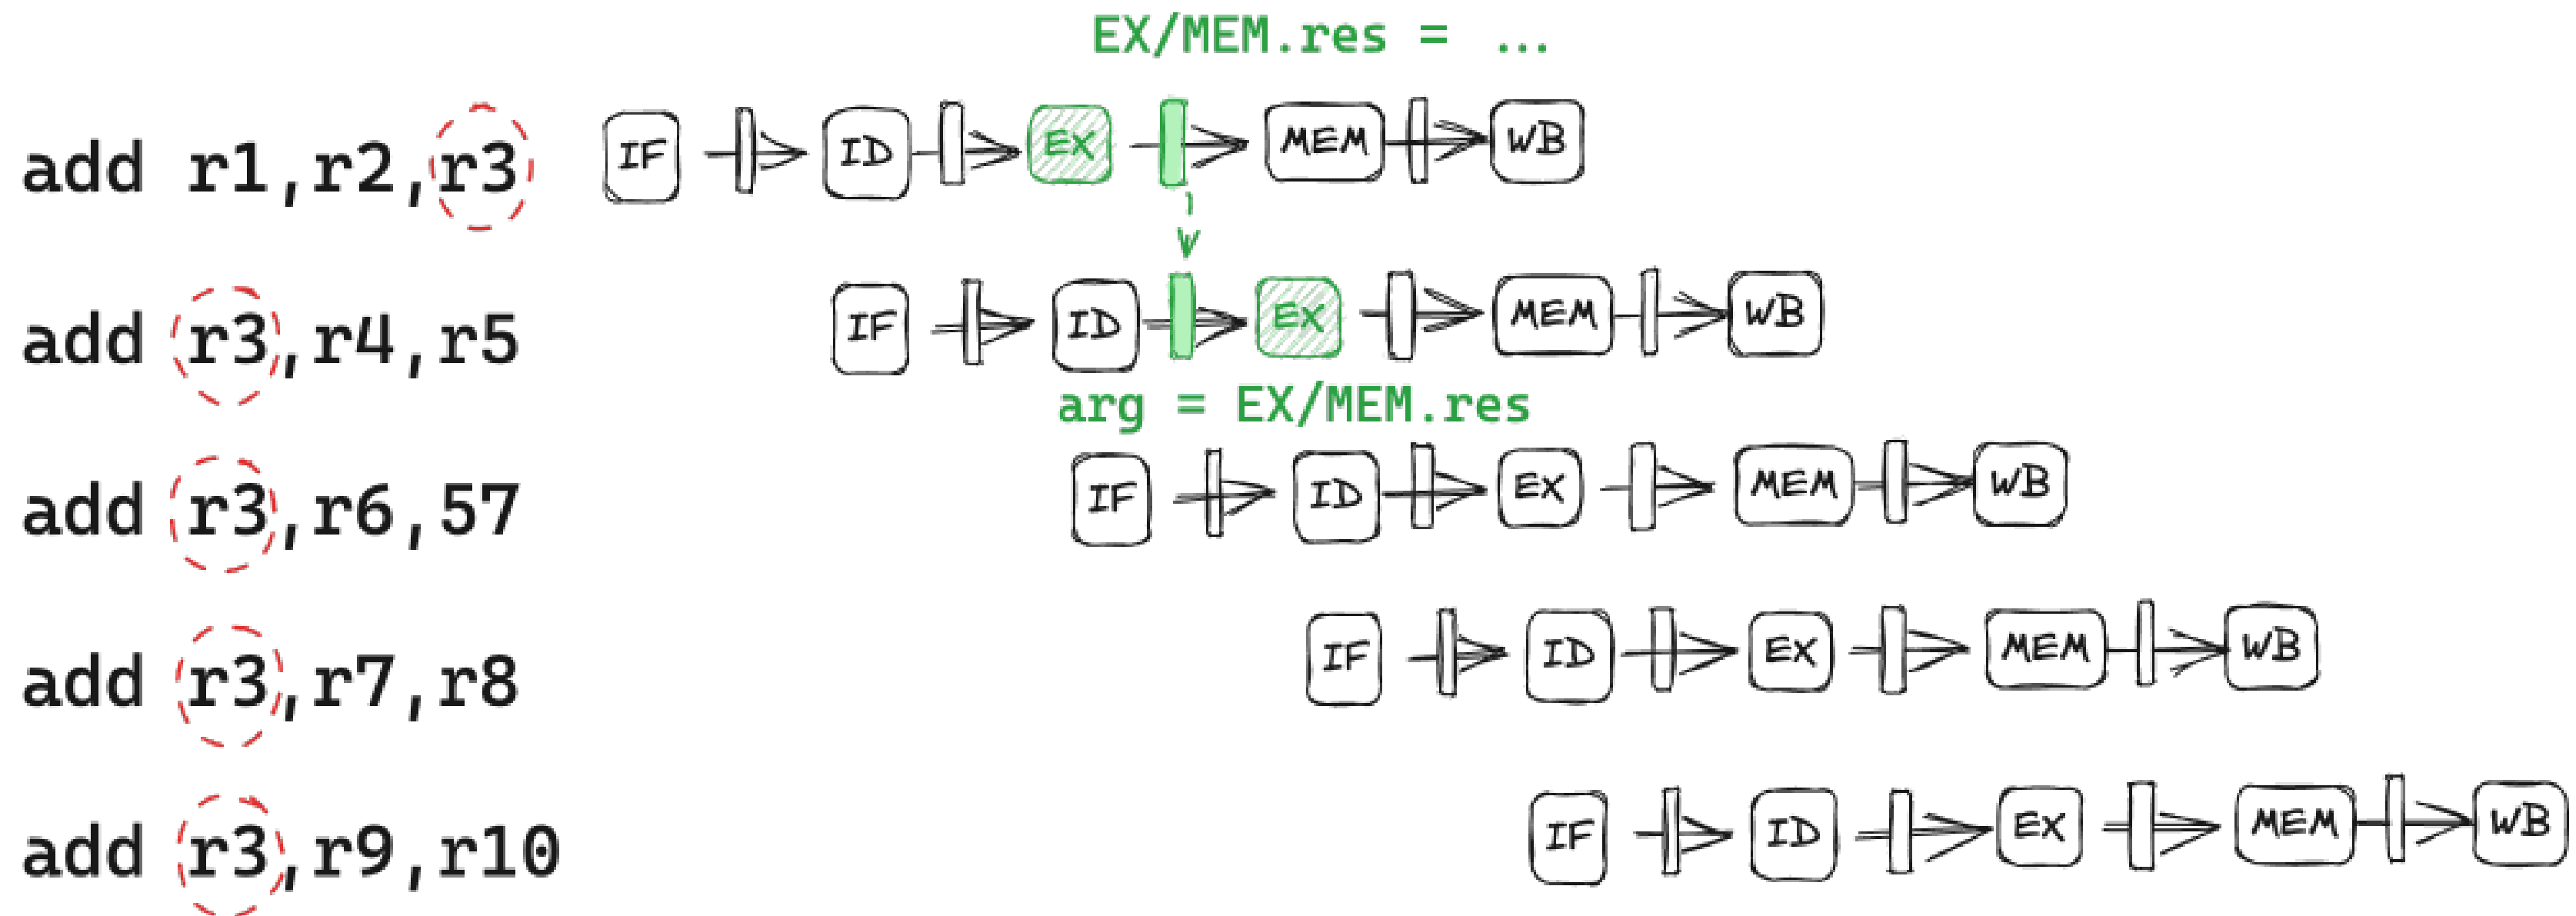 EX/MEM.res = ...
add r1,r2,r3 IF ID EX MEM WB
add r3,r4,r5 IF ID EX MEM WB
arg = EX/MEM.res
add r3,r6,57 IF ID EX MEM WB
add r3,r7,r8 IF ID EX MEM WB
add r3,r9,r10 IF ID EX MEM WB